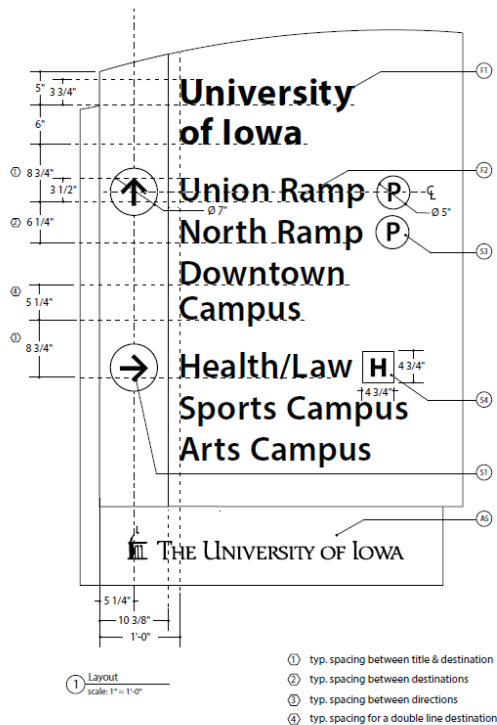 5"
3 3/4"
University
F1
6"
of Iowa
1 8 3/4"
3 1/2"
Union Ramp P ℄
F2
Ø 7"
Ø 5"
2 6 1/4"
North Ramp P
S3
Downtown
4
5 1/4"
Campus
3
8 3/4"
Health/Law H 4 3/4"
4 3/4"
S4
Sports Campus
Arts Campus
S1
A5
THE UNIVERSITY OF IOWA
5 1/4"
10 3/8"
1'-0"
1 Layout
scale: 1" = 1'-0"
1 typ. spacing between title & destination
2 typ. spacing between destinations
3 typ. spacing between directions
4 typ. spacing for a double line destination